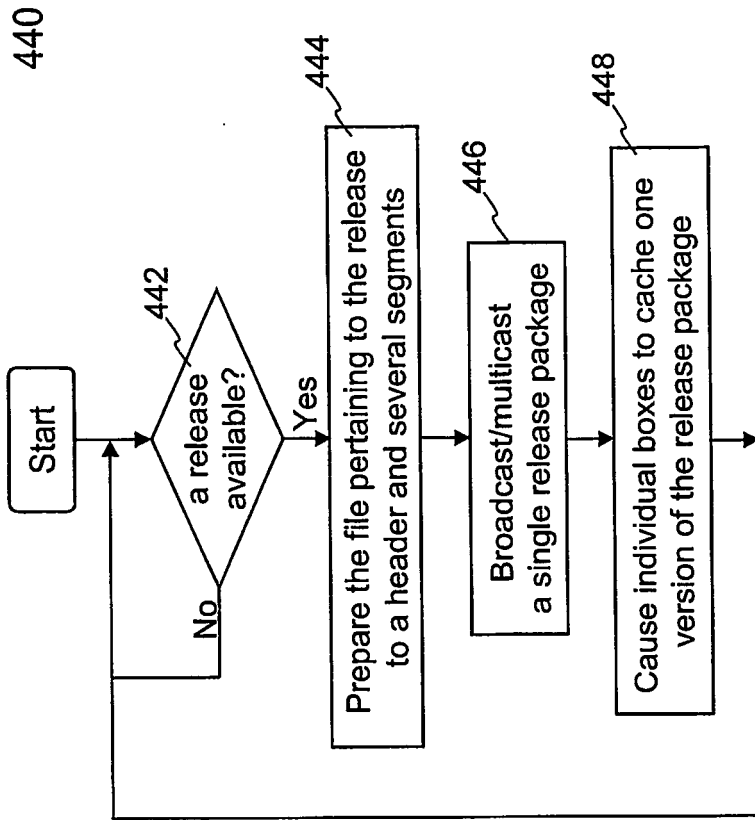 440
Start
442
a release
available?
No
Yes
444
Prepare the file pertaining to the release
to a header and several segments
446
Broadcast/multicast
a single release package
448
Cause individual boxes to cache one
version of the release package